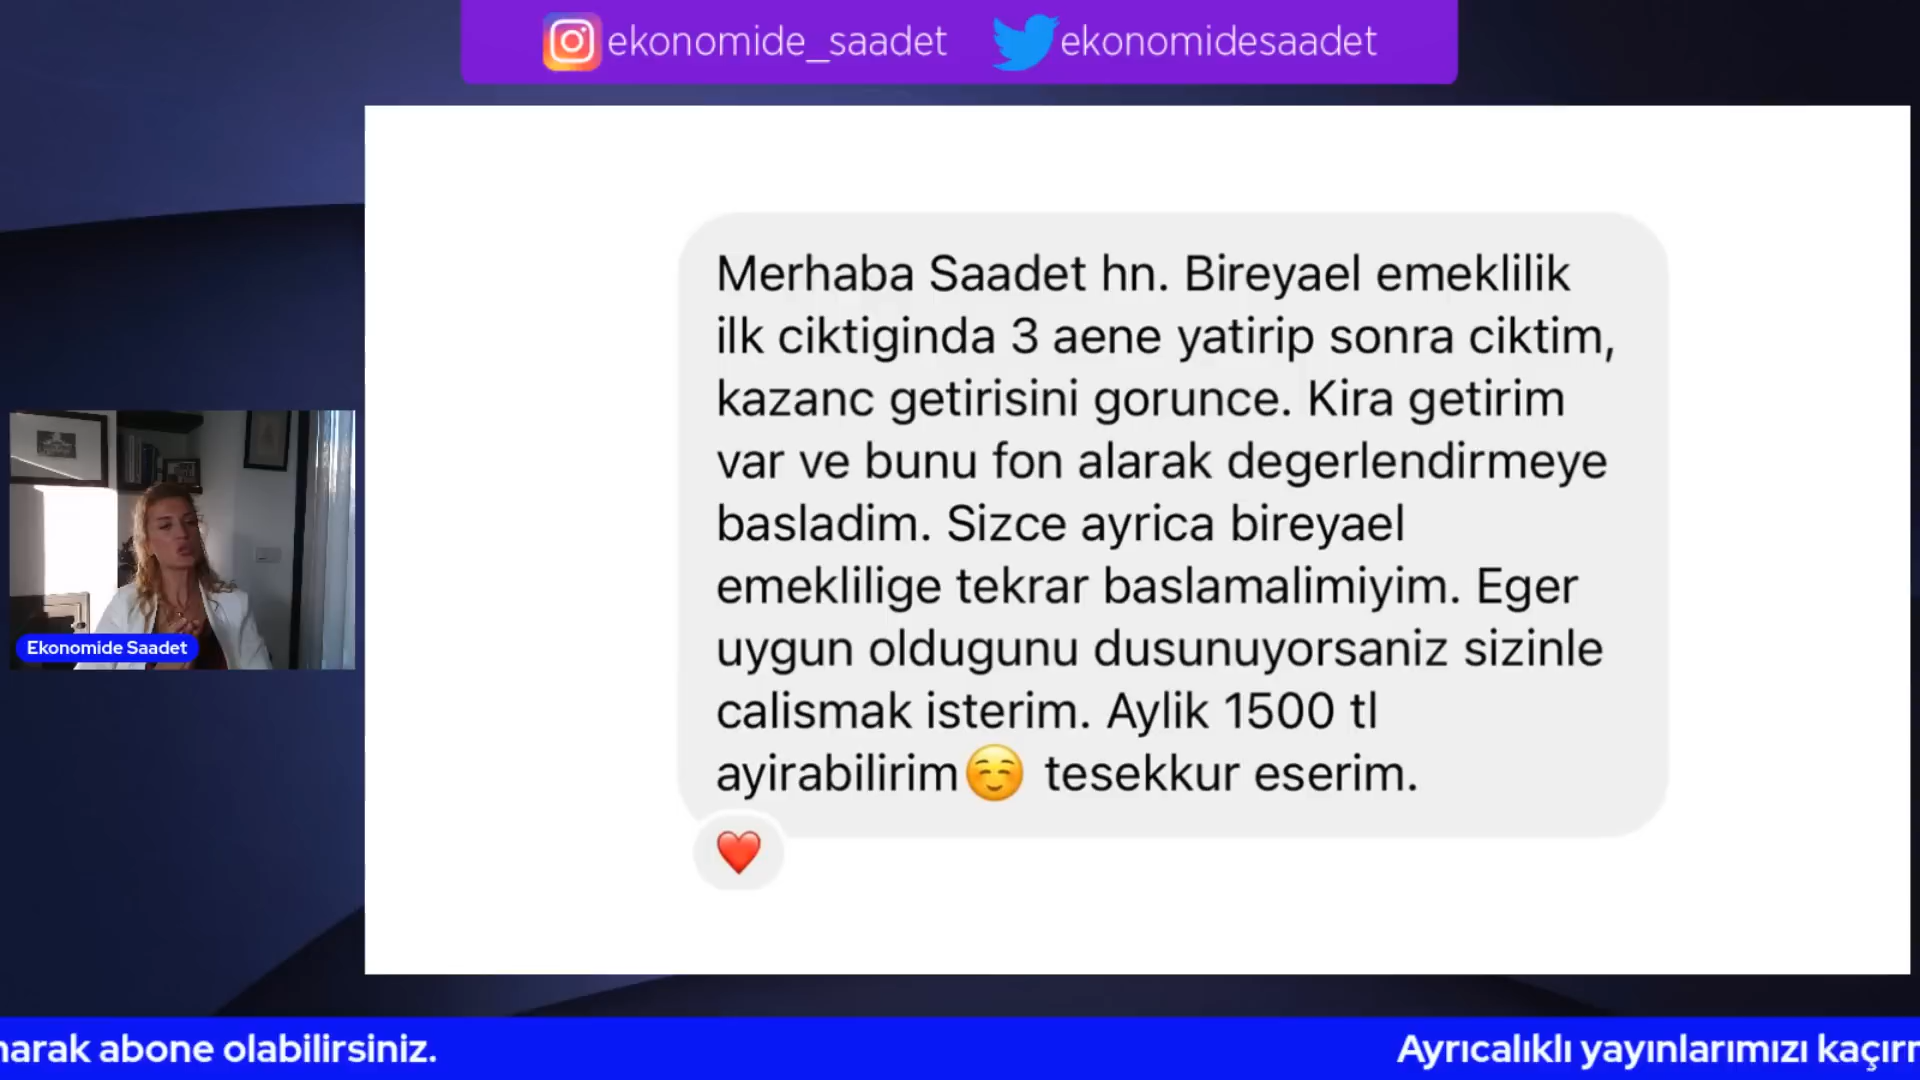 ekonomide_saadet ekonomidesaadet
Merhaba Saadet hn. Bireyael emeklilik
ilk ciktiginda 3 aene yatirip sonra ciktim,
kazanc getirisini gorunce. Kira getirim
var ve bunu fon alarak degerlendirmeye
basladim. Sizce ayrica bireyael
emeklilige tekrar baslamalimiyim. Eger
uygun oldugunu dusunuyorsaniz sizinle
calismak isterim. Aylik 1500 tl
ayirabilirim☺️ tesekkur eserim.
Ekonomide Saadet
abone olabilirsiniz. Ayrıcalıklı yayınlarımızı